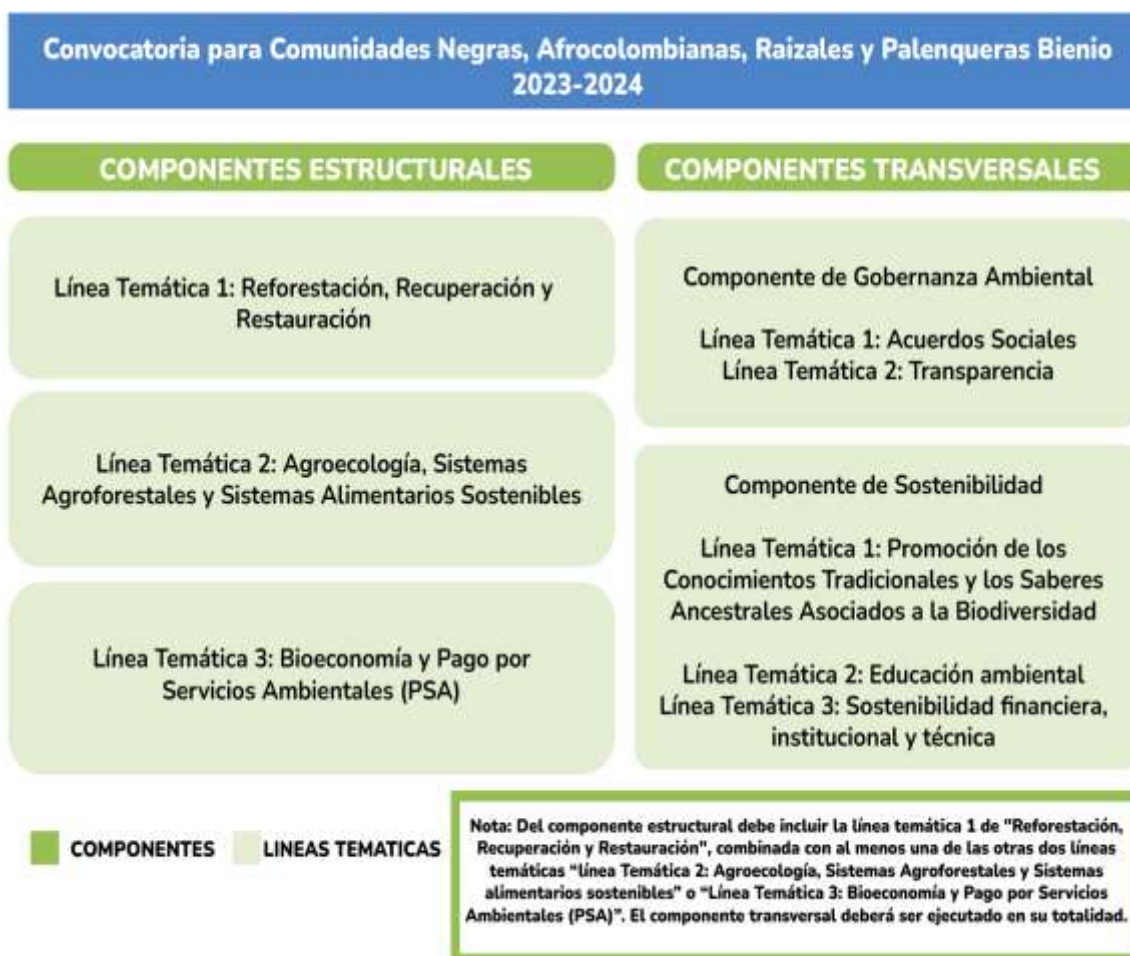 Convocatoria para Comunidades Negras, Afrocolombianas, Raizales y Palenqueras Bienio
2023-2024
COMPONENTES ESTRUCTURALES
Línea Temática 1: Reforestación, Recuperación y
Restauración
Línea Temática 2: Agroecología, Sistemas
Agroforestales y Sistemas Alimentarios Sostenibles
Línea Temática 3: Bioeconomía y Pago por
Servicios Ambientales (PSA)
COMPONENTES TRANSVERSALES
Componente de Gobernanza Ambiental
Línea Temática 1: Acuerdos Sociales
Línea Temática 2: Transparencia
Componente de Sostenibilidad
Línea Temática 1: Promoción de los
Conocimientos Tradicionales y los Saberes
Ancestrales Asociados a la Biodiversidad
Línea Temática 2: Educación ambiental
Línea Temática 3: Sostenibilidad financiera,
institucional y técnica
COMPONENTES
LINEAS TEMATICAS
Nota: Del componente estructural debe incluir la línea temática 1 de "Reforestación,
Recuperación y Restauración", combinada con al menos una de las otras dos líneas
temáticas “línea Temática 2: Agroecología, Sistemas Agroforestales y Sistemas
alimentarios sostenibles” o “Línea Temática 3: Bioeconomía y Pago por Servicios
Ambientales (PSA)”. El componente transversal deberá ser ejecutado en su totalidad.